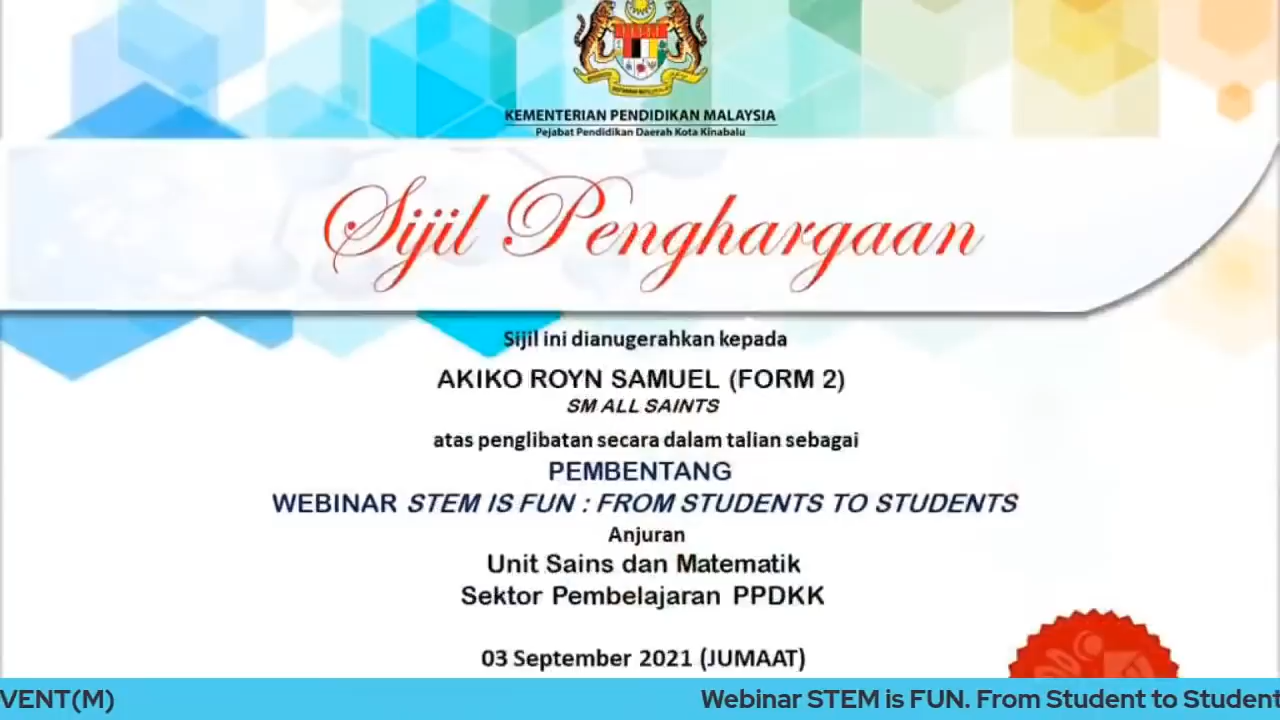 KEMENTERIAN PENDIDIKAN MALAYSIA
Pejabat Pendidikan Daerah Kota Kinabalu
Sijil Penghargaan
Sijil ini dianugerahkan kepada
AKIKO ROYN SAMUEL (FORM 2)
SM ALL SAINTS
atas penglibatan secara dalam talian sebagai
PEMBENTANG
WEBINAR STEM IS FUN : FROM STUDENTS TO STUDENTS
Anjuran
Unit Sains dan Matematik
Sektor Pembelajaran PPDKK
03 September 2021 (JUMAAT)
VENT(M) Webinar STEM is FUN. From Student to Student